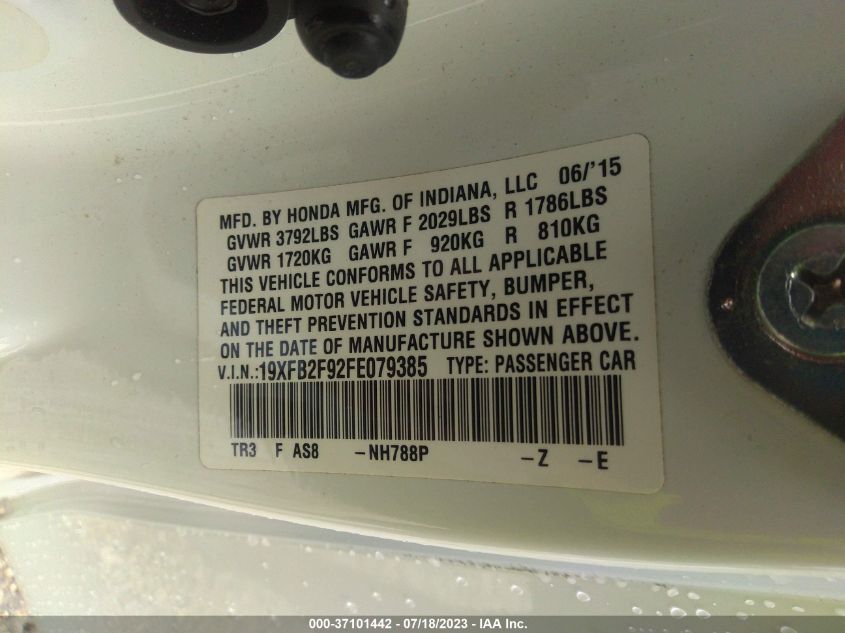 MFD. BY HONDA MFG. OF INDIANA, LLC 06/'15
GVWR 3792LBS GAWR F 2029LBS R 1786LBS
GVWR 1720KG GAWR F 920KG R 810KG
THIS VEHICLE CONFORMS TO ALL APPLICABLE
FEDERAL MOTOR VEHICLE SAFETY, BUMPER,
AND THEFT PREVENTION STANDARDS IN EFFECT
ON THE DATE OF MANUFACTURE SHOWN ABOVE.
V.I.N.:19XFB2F92FE079385 TYPE: PASSENGER CAR
TR3 F AS8 -NH788P -Z -E
000-37101442 - 07/18/2023 - IAA Inc.